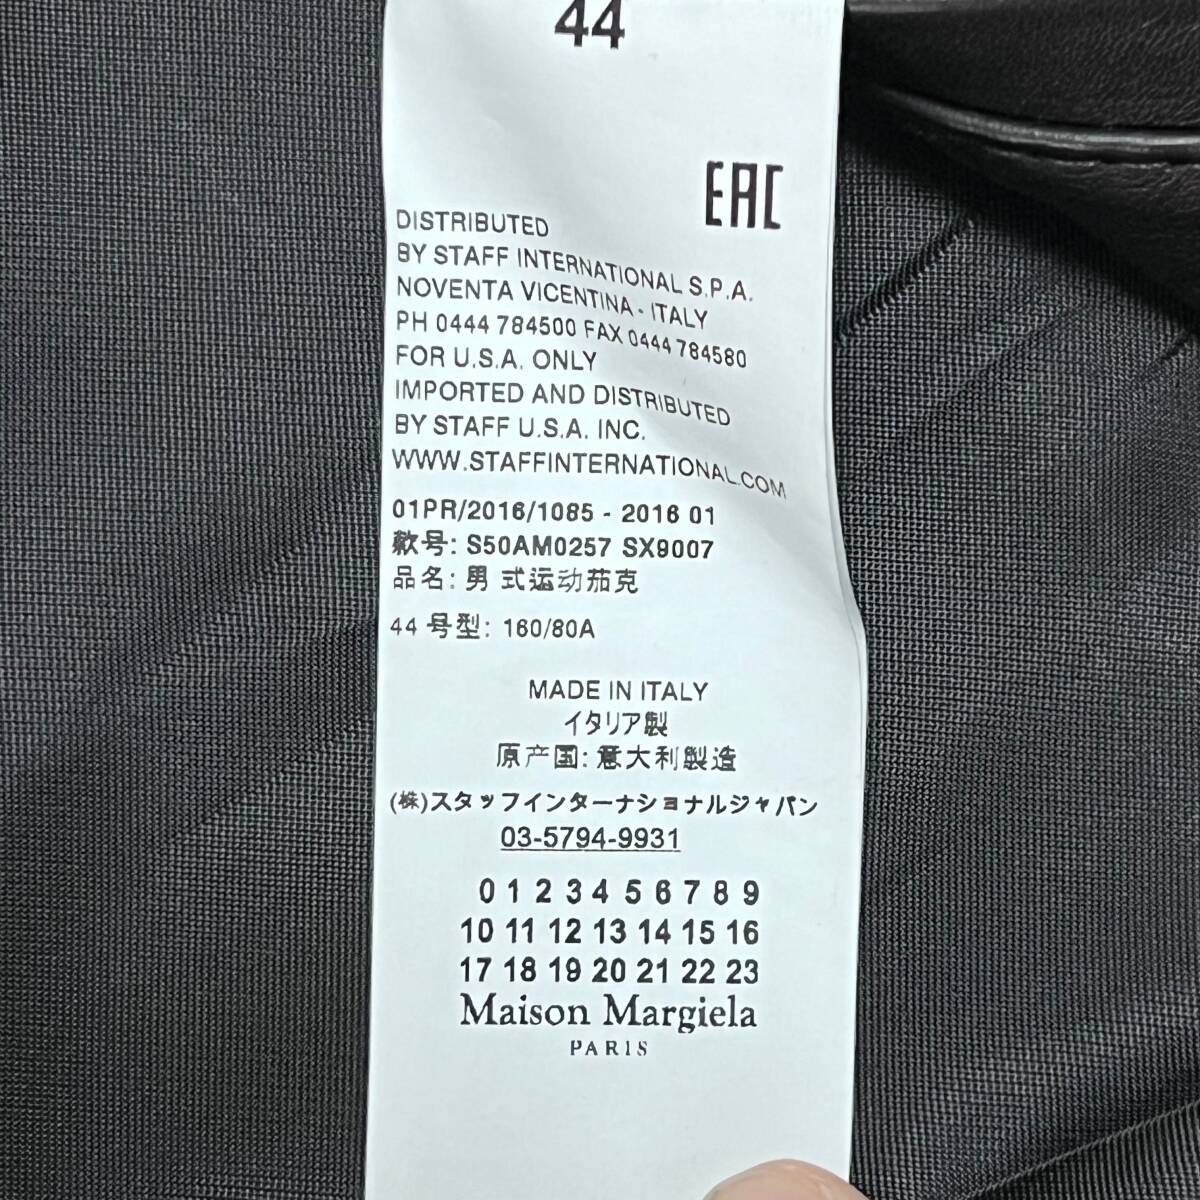 44
EAC
DISTRIBUTED
BY STAFF INTERNATIONAL S.P.A.
NOVENTA VICENTINA - ITALY
PH 0444 784500 FAX 0444 784580
FOR U.S.A. ONLY
IMPORTED AND DISTRIBUTED
BY STAFF U.S.A. INC.
WWW.STAFFINTERNATIONAL.COM
01PR/2016/1085 - 2016 01
款号: S50AM0257 SX9007
品名: 男 式运动茄克
44 号型: 160/80A
MADE IN ITALY
イタリア製
原产国: 意大利製造
(株)スタッフインターナショナルジャパン
03-5794-9931
0 1 2 3 4 5 6 7 8 9
10 11 12 13 14 15 16
17 18 19 20 21 22 23
Maison Margiela
PARIS